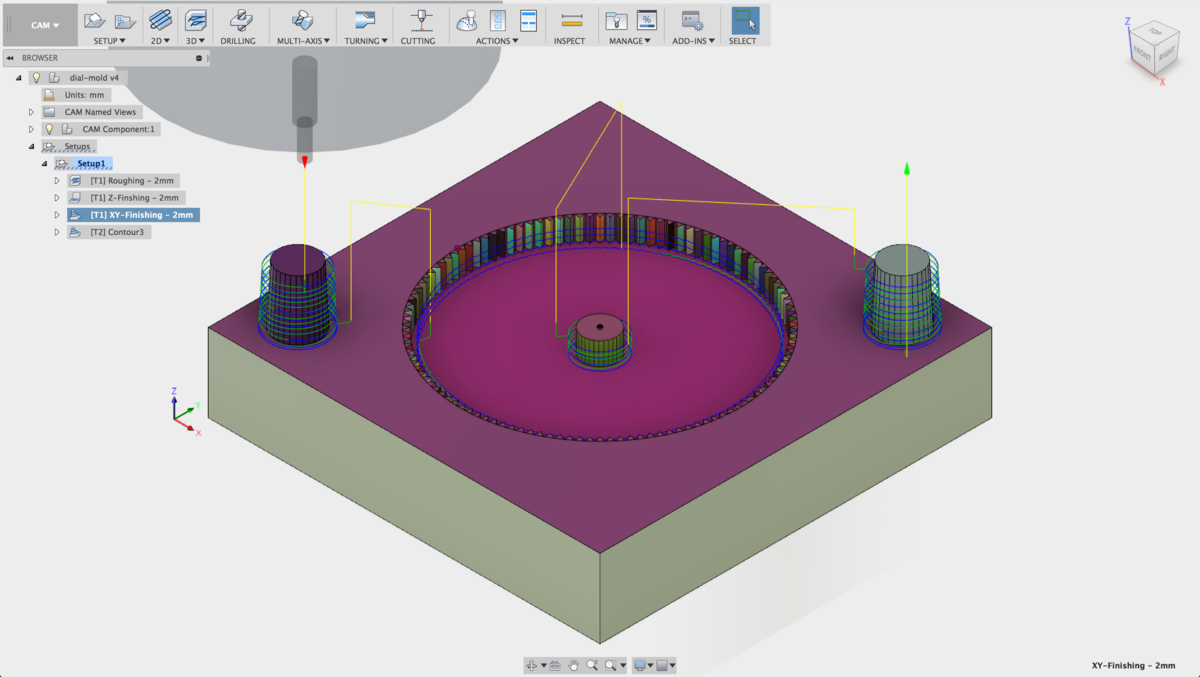 CAM
SETUP
2D
3D
DRILLING
MULTI-AXIS
TURNING
CUTTING
G1
G2
ACTIONS
INSPECT
%
MANAGE
ADD-INS
SELECT
BROWSER
dial-mold v4
Units: mm
CAM Named Views
CAM Component:1
Setups
Setup1
[T1] Roughing - 2mm
[T1] Z-Finshing - 2mm
[T1] XY-Finishing - 2mm
[T2] Contour3
Z
TOP
FRONT
RIGHT
X
Z
Y
X
XY-Finishing - 2mm